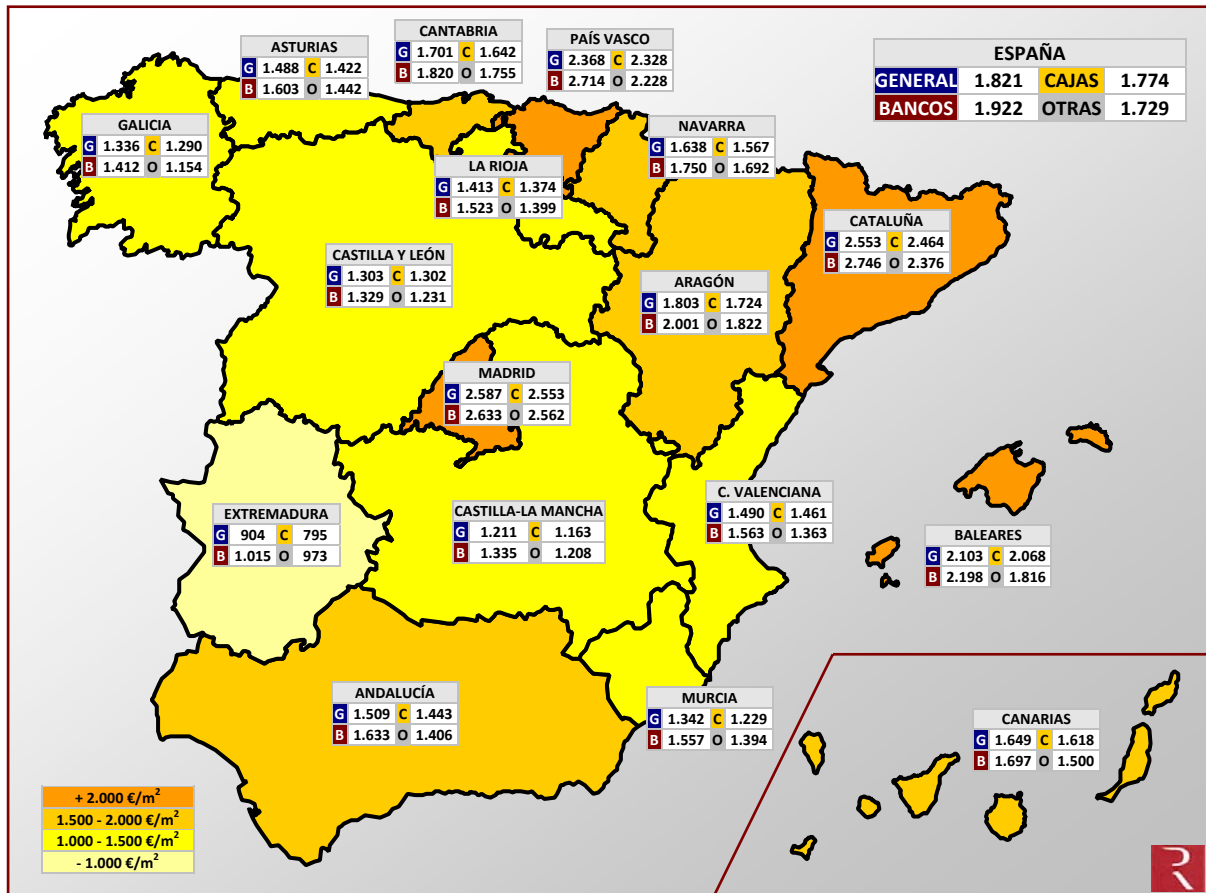 ASTURIAS
G 1.488 C 1.422
B 1.603 O 1.442
CANTABRIA
G 1.701 C 1.642
B 1.820 O 1.755
PAÍS VASCO
G 2.368 C 2.328
B 2.714 O 2.228
ESPAÑA
GENERAL 1.821 CAJAS 1.774
BANCOS 1.922 OTRAS 1.729
GALICIA
G 1.336 C 1.290
B 1.412 O 1.154
NAVARRA
G 1.638 C 1.567
B 1.750 O 1.692
LA RIOJA
G 1.413 C 1.374
B 1.523 O 1.399
CATALUÑA
G 2.553 C 2.464
B 2.746 O 2.376
CASTILLA Y LEÓN
G 1.303 C 1.302
B 1.329 O 1.231
ARAGÓN
G 1.803 C 1.724
B 2.001 O 1.822
MADRID
G 2.587 C 2.553
B 2.633 O 2.562
C. VALENCIANA
G 1.490 C 1.461
B 1.563 O 1.363
EXTREMADURA
G 904 C 795
B 1.015 O 973
CASTILLA-LA MANCHA
G 1.211 C 1.163
B 1.335 O 1.208
BALEARES
G 2.103 C 2.068
B 2.198 O 1.816
ANDALUCÍA
G 1.509 C 1.443
B 1.633 O 1.406
MURCIA
G 1.342 C 1.229
B 1.557 O 1.394
CANARIAS
G 1.649 C 1.618
B 1.697 O 1.500
+ 2.000 €/m²
1.500 - 2.000 €/m²
1.000 - 1.500 €/m²
- 1.000 €/m²
R